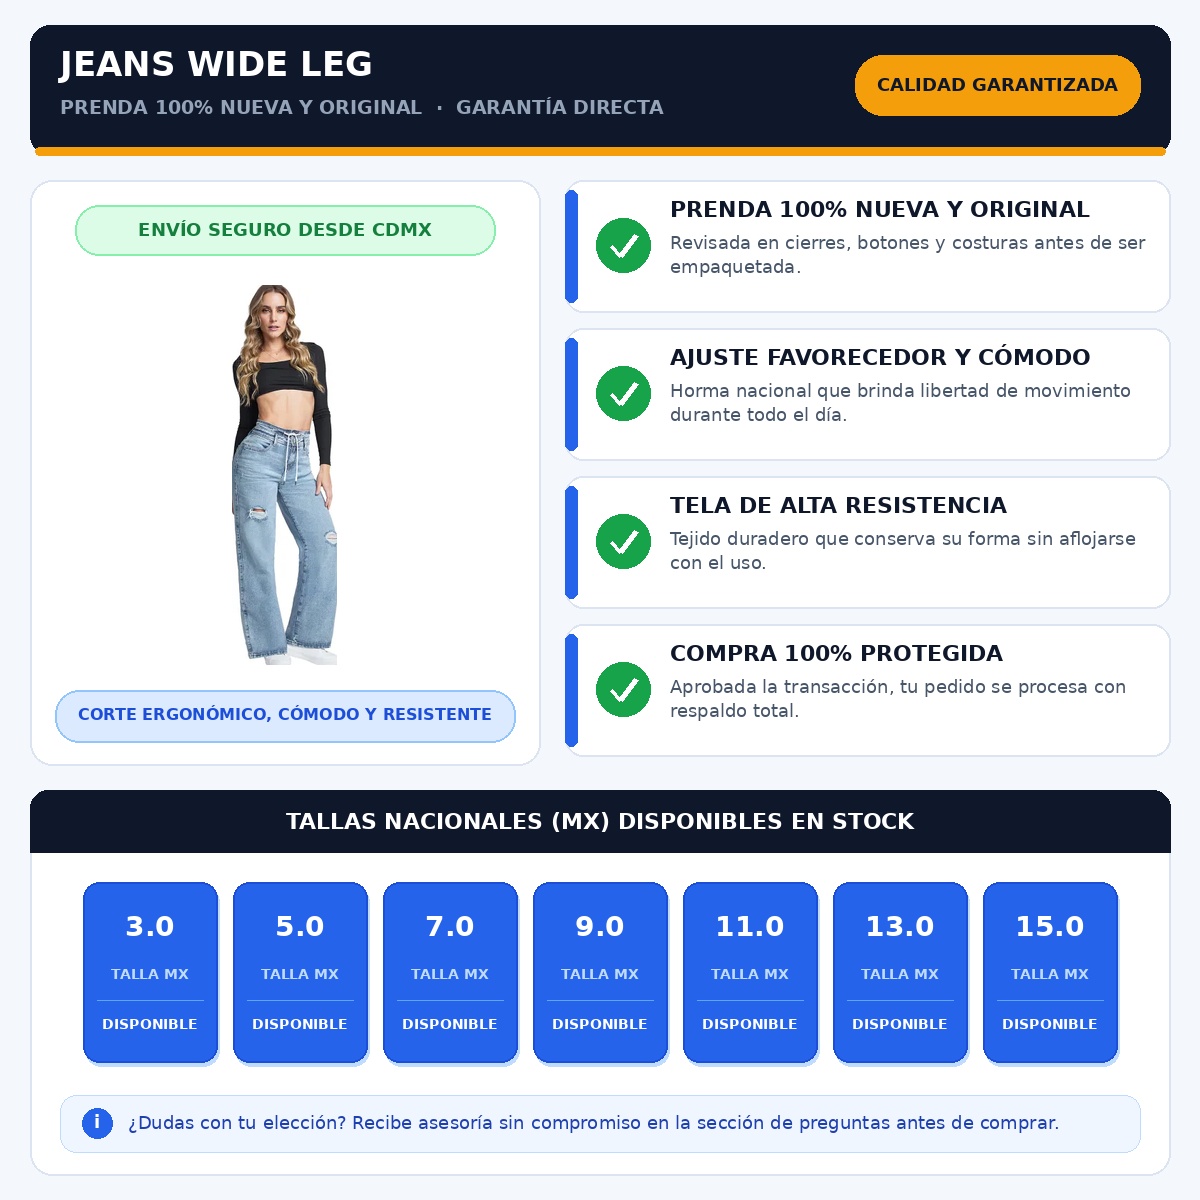 JEANS WIDE LEG
PRENDA 100% NUEVA Y ORIGINAL · GARANTÍA DIRECTA
CALIDAD GARANTIZADA
ENVÍO SEGURO DESDE CDMX
CORTE ERGONÓMICO, CÓMODO Y RESISTENTE
PRENDA 100% NUEVA Y ORIGINAL
Revisada en cierres, botones y costuras antes de ser
empaquetada.
AJUSTE FAVORECEDOR Y CÓMODO
Horma nacional que brinda libertad de movimiento
durante todo el día.
TELA DE ALTA RESISTENCIA
Tejido duradero que conserva su forma sin aflojarse
con el uso.
COMPRA 100% PROTEGIDA
Aprobada la transacción, tu pedido se procesa con
respaldo total.
TALLAS NACIONALES (MX) DISPONIBLES EN STOCK
3.0
TALLA MX
DISPONIBLE
5.0
TALLA MX
DISPONIBLE
7.0
TALLA MX
DISPONIBLE
9.0
TALLA MX
DISPONIBLE
11.0
TALLA MX
DISPONIBLE
13.0
TALLA MX
DISPONIBLE
15.0
TALLA MX
DISPONIBLE
i ¿Dudas con tu elección? Recibe asesoría sin compromiso en la sección de preguntas antes de comprar.